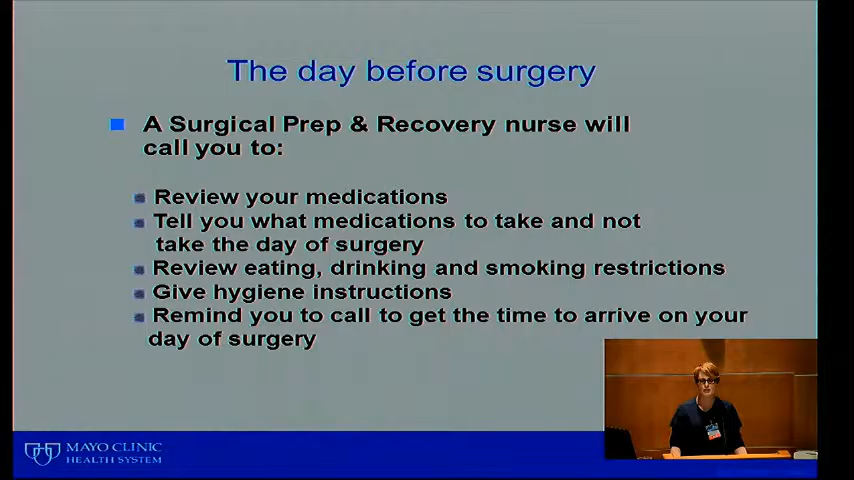 The day before surgery
A Surgical Prep & Recovery nurse will
call you to:
Review your medications
Tell you what medications to take and not
take the day of surgery
Review eating, drinking and smoking restrictions
Give hygiene instructions
Remind you to call to get the time to arrive on your
day of surgery
MAYO CLINIC
HEALTH SYSTEM